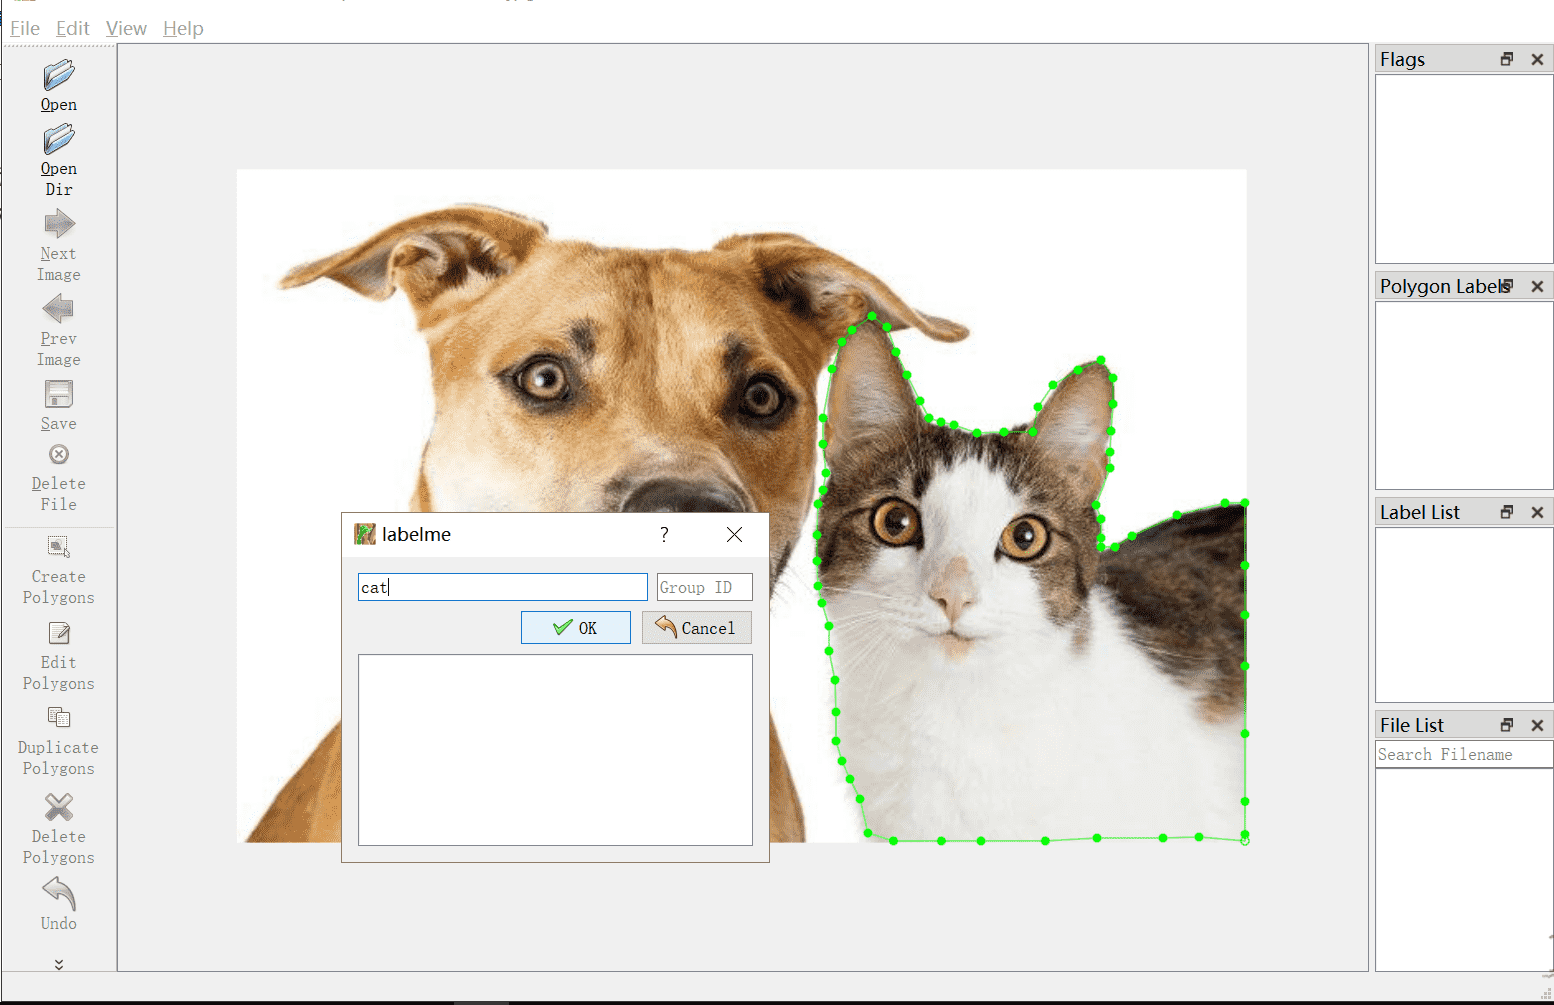 File Edit View Help
Open
Open
Dir
Next
Image
Prev
Image
Save
Delete
File
Create
Polygons
Edit
Polygons
Duplicate
Polygons
Delete
Polygons
Undo
labelme ?
cat Group ID
OK Cancel
Flags
Polygon Labels
Label List
File List
Search Filename